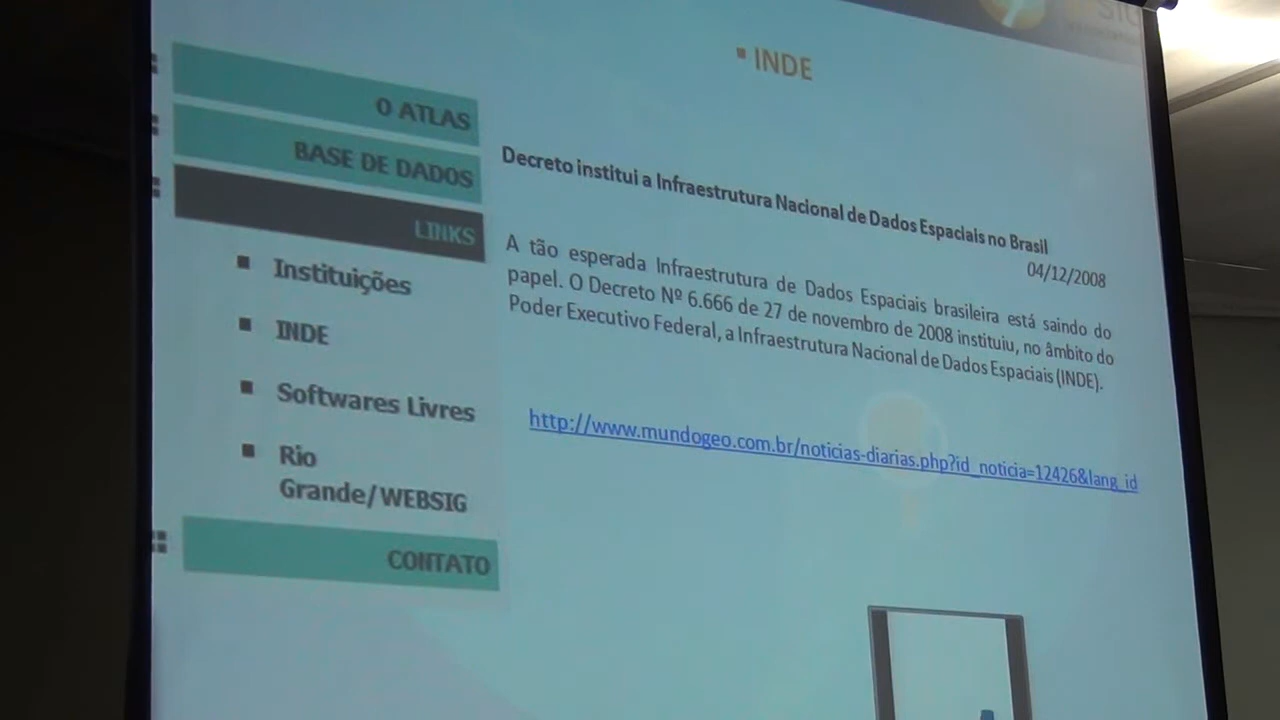 ▪ INDE
O ATLAS
BASE DE DADOS
LINKS
▪ Instituições
▪ INDE
▪ Softwares Livres
▪ Rio
Grande/WEBSIG
CONTATO
Decreto institui a Infraestrutura Nacional de Dados Espaciais no Brasil
04/12/2008
A tão esperada Infraestrutura de Dados Espaciais brasileira está saindo do
papel. O Decreto Nº 6.666 de 27 de novembro de 2008 instituiu, no âmbito do
Poder Executivo Federal, a Infraestrutura Nacional de Dados Espaciais (INDE).
http://www.mundogeo.com.br/noticias-diarias.php?id_noticia=12426&lang_id